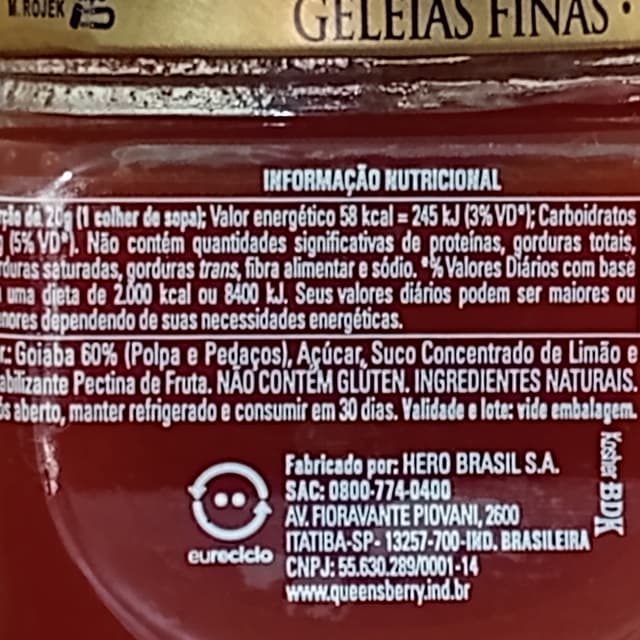 M. ROJEK
GELEIAS FINAS •
INFORMAÇÃO NUTRICIONAL
de 20g (1 colher de sopa); Valor energético 58 kcal = 245 kJ (3% VD*); Carboidratos
(5% VD*). Não contém quantidades significativas de proteínas, gorduras totais,
rduras saturadas, gorduras trans, fibra alimentar e sódio. *% Valores Diários com base
uma dieta de 2.000 kcal ou 8400 kJ. Seus valores diários podem ser maiores ou
nores dependendo de suas necessidades energéticas.
r.: Goiaba 60% (Polpa e Pedaços), Açúcar, Suco Concentrado de Limão e
abilizante Pectina de Fruta. NÃO CONTÉM GLÚTEN. INGREDIENTES NATURAIS.
ós aberto, manter refrigerado e consumir em 30 dias. Validade e lote: vide embalagem.
Fabricado por: HERO BRASIL S.A.
SAC: 0800-774-0400
AV. FIORAVANTE PIOVANI, 2600
ITATIBA-SP- 13257-700-IND. BRASILEIRA
CNPJ: 55.630.289/0001-14
www.queensberry.ind.br
eureciclo
Kosher BDK